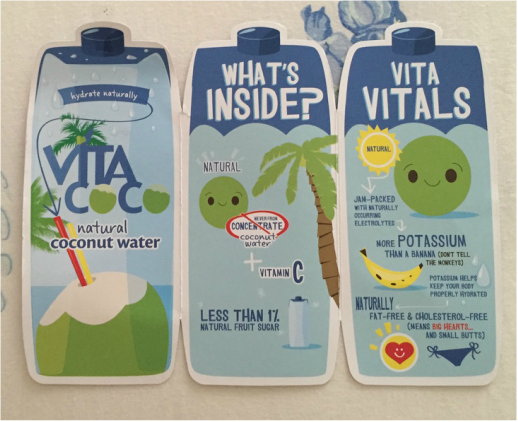 hydrate naturally
VITA
COCO
natural
coconut water
WHAT'S
INSIDE?
NATURAL
NEVER FROM
CONCENTRATE
coconut
water
+
VITAMIN C
LESS THAN 1%
NATURAL FRUIT SUGAR
VITA
VITALS
NATURAL
JAM-PACKED
WITH NATURALLY
OCCURRING
ELECTROLYTES
MORE POTASSIUM
THAN A BANANA (DON'T TELL
THE MONKEYS)
POTASSIUM HELPS
KEEP YOUR BODY
PROPERLY HYDRATED
NATURALLY
FAT-FREE & CHOLESTEROL-FREE
(MEANS BIG HEARTS...
AND SMALL BUTTS)